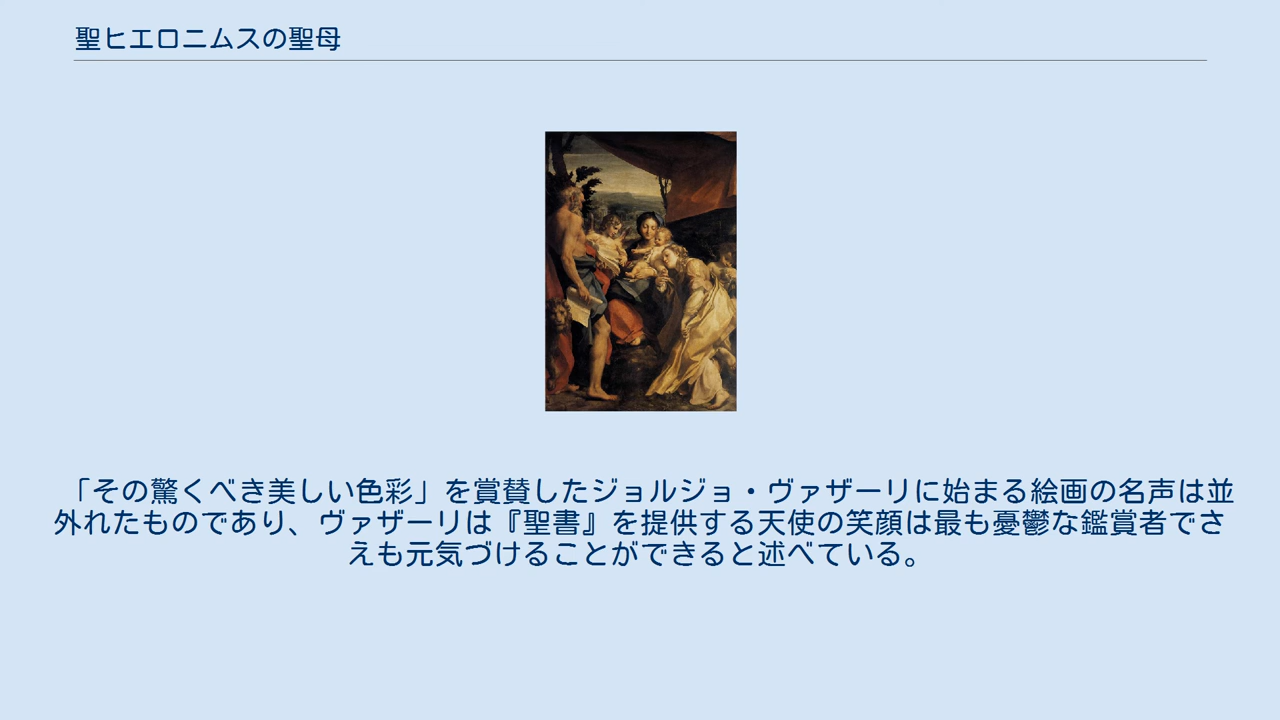 聖ヒエロニムスの聖母
「その驚くべき美しい色彩」を賞賛したジョルジョ・ヴァザーリに始まる絵画の名声は並
外れたものであり、ヴァザーリは『聖書』を提供する天使の笑顔は最も憂鬱な鑑賞者でさ
えも元気づけることができると述べている。